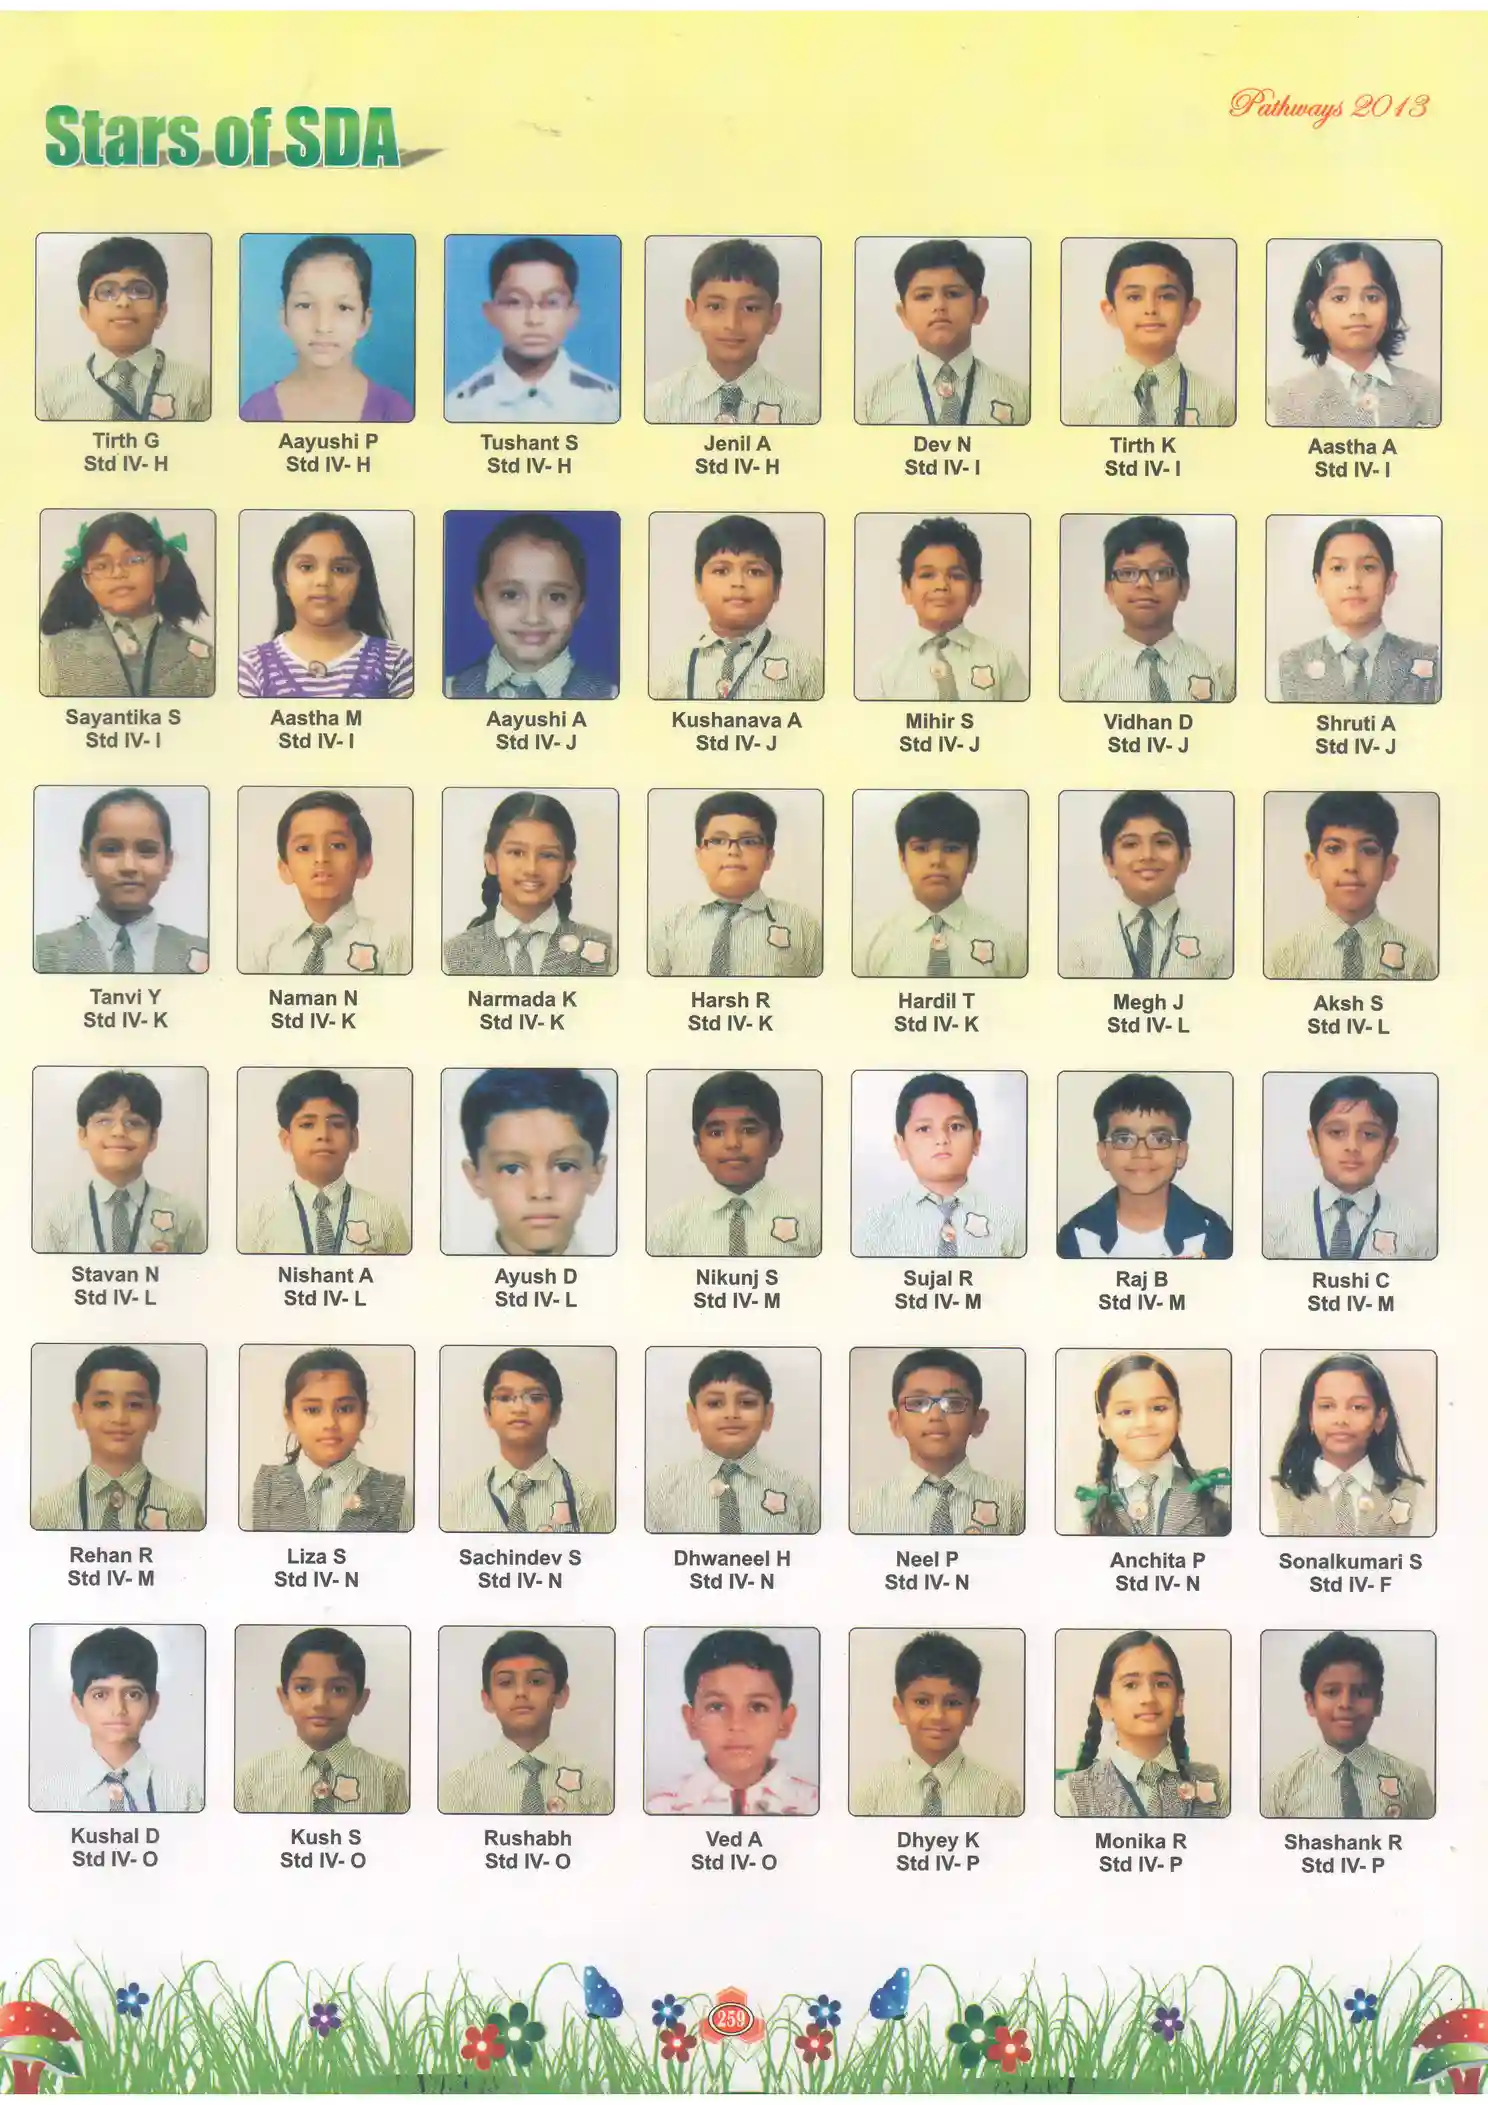 Stars of SDA
Pathways 2013
Tirth G
Std IV- H
Aayushi P
Std IV- H
Tushant S
Std IV- H
Jenil A
Std IV- H
Dev N
Std IV- I
Tirth K
Std IV- I
Aastha A
Std IV- I
Sayantika S
Std IV- I
Aastha M
Std IV- I
Aayushi A
Std IV- J
Kushanava A
Std IV- J
Mihir S
Std IV- J
Vidhan D
Std IV- J
Shruti A
Std IV- J
Tanvi Y
Std IV- K
Naman N
Std IV- K
Narmada K
Std IV- K
Harsh R
Std IV- K
Hardil T
Std IV- K
Megh J
Std IV- L
Aksh S
Std IV- L
Stavan N
Std IV- L
Nishant A
Std IV- L
Ayush D
Std IV- L
Nikunj S
Std IV- M
Sujal R
Std IV- M
Raj B
Std IV- M
Rushi C
Std IV- M
Rehan R
Std IV- M
Liza S
Std IV- N
Sachindev S
Std IV- N
Dhwaneel H
Std IV- N
Neel P
Std IV- N
Anchita P
Std IV- N
Sonalkumari S
Std IV- F
Kushal D
Std IV- O
Kush S
Std IV- O
Rushabh
Std IV- O
Ved A
Std IV- O
Dhyey K
Std IV- P
Monika R
Std IV- P
Shashank R
Std IV- P
259